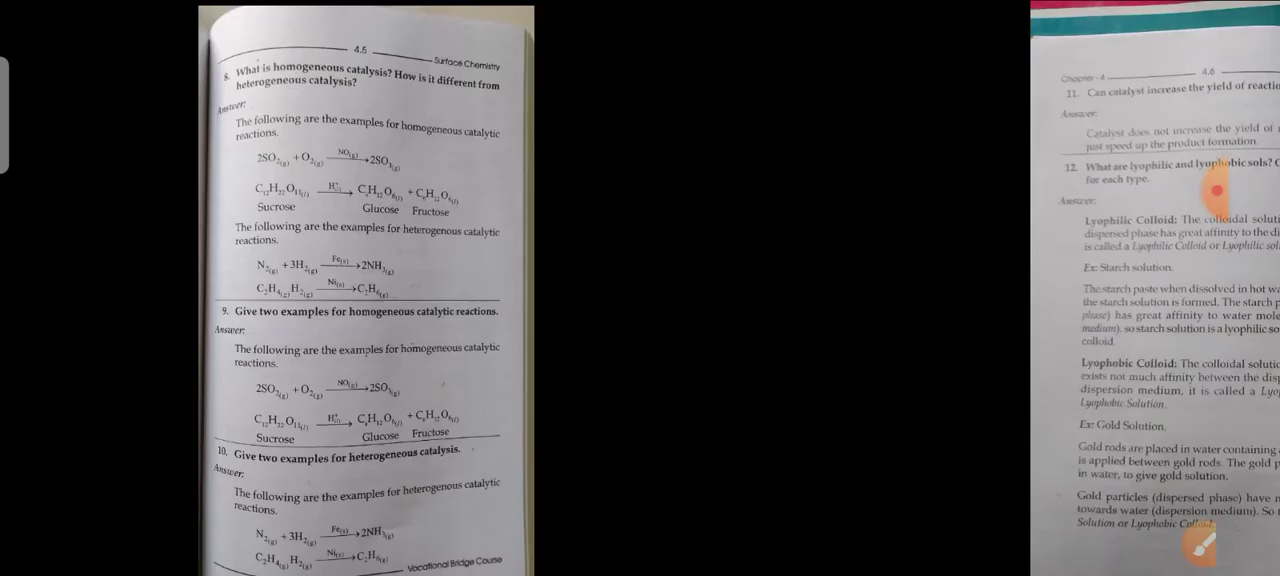 4.5
Surface Chemistry
8. What is homogeneous catalysis? How is it different from
heterogeneous catalysis?
Answer:
The following are the examples for homogeneous catalytic
reactions.
2SO₂(g) + O₂(g) —NO(g)→ 2SO₃(g)
C₁₂H₂₂O₁₁(l) —H⁺→ C₆H₁₂O₆(l) + C₆H₁₂O₆(l)
Sucrose Glucose Fructose
The following are the examples for heterogenous catalytic
reactions.
N₂(g) + 3H₂(g) —Fe(s)→ 2NH₃(g)
C₂H₄(g) H₂(g) —Ni(s)→ C₂H₆(g)
9. Give two examples for homogeneous catalytic reactions.
Answer:
The following are the examples for homogeneous catalytic
reactions.
2SO₂(g) + O₂(g) —NO(g)→ 2SO₃(g)
C₁₂H₂₂O₁₁(l) —H⁺→ C₆H₁₂O₆(l) + C₆H₁₂O₆(l)
Sucrose Glucose Fructose
10. Give two examples for heterogeneous catalysis.
Answer:
The following are the examples for heterogenous catalytic
reactions.
N₂(g) + 3H₂(g) —Fe(s)→ 2NH₃(g)
C₂H₄(g) H₂(g) —Ni(s)→ C₂H₆(g)
Vocational Bridge Course
Chapter - 4
4.6
11. Can catalyst increase the yield of
Answer:
Catalyst does not increase the yield of
just speed up the product formation.
12. What are lyophilic and lyophobic sols?
for each type.
Answer:
Lyophilic Colloid: The colloidal
dispersed phase has great affinity to the
is called a Lyophilic Colloid or Lyophilic
Ex: Starch solution.
The starch paste when dissolved in hot
the starch solution is formed. The starch
phase) has great affinity to water
medium). so starch solution is a lyophilic
colloid.
Lyophobic Colloid: The colloidal
exists not much affinity between the
dispersion medium, it is called a
Lyophobic Solution.
Ex: Gold Solution.
Gold rods are placed in water containing
is applied between gold rods. The gold
in water, to give gold solution.
Gold particles (dispersed phase) have
towards water (dispersion medium). So
Solution or Lyophobic Colloid.